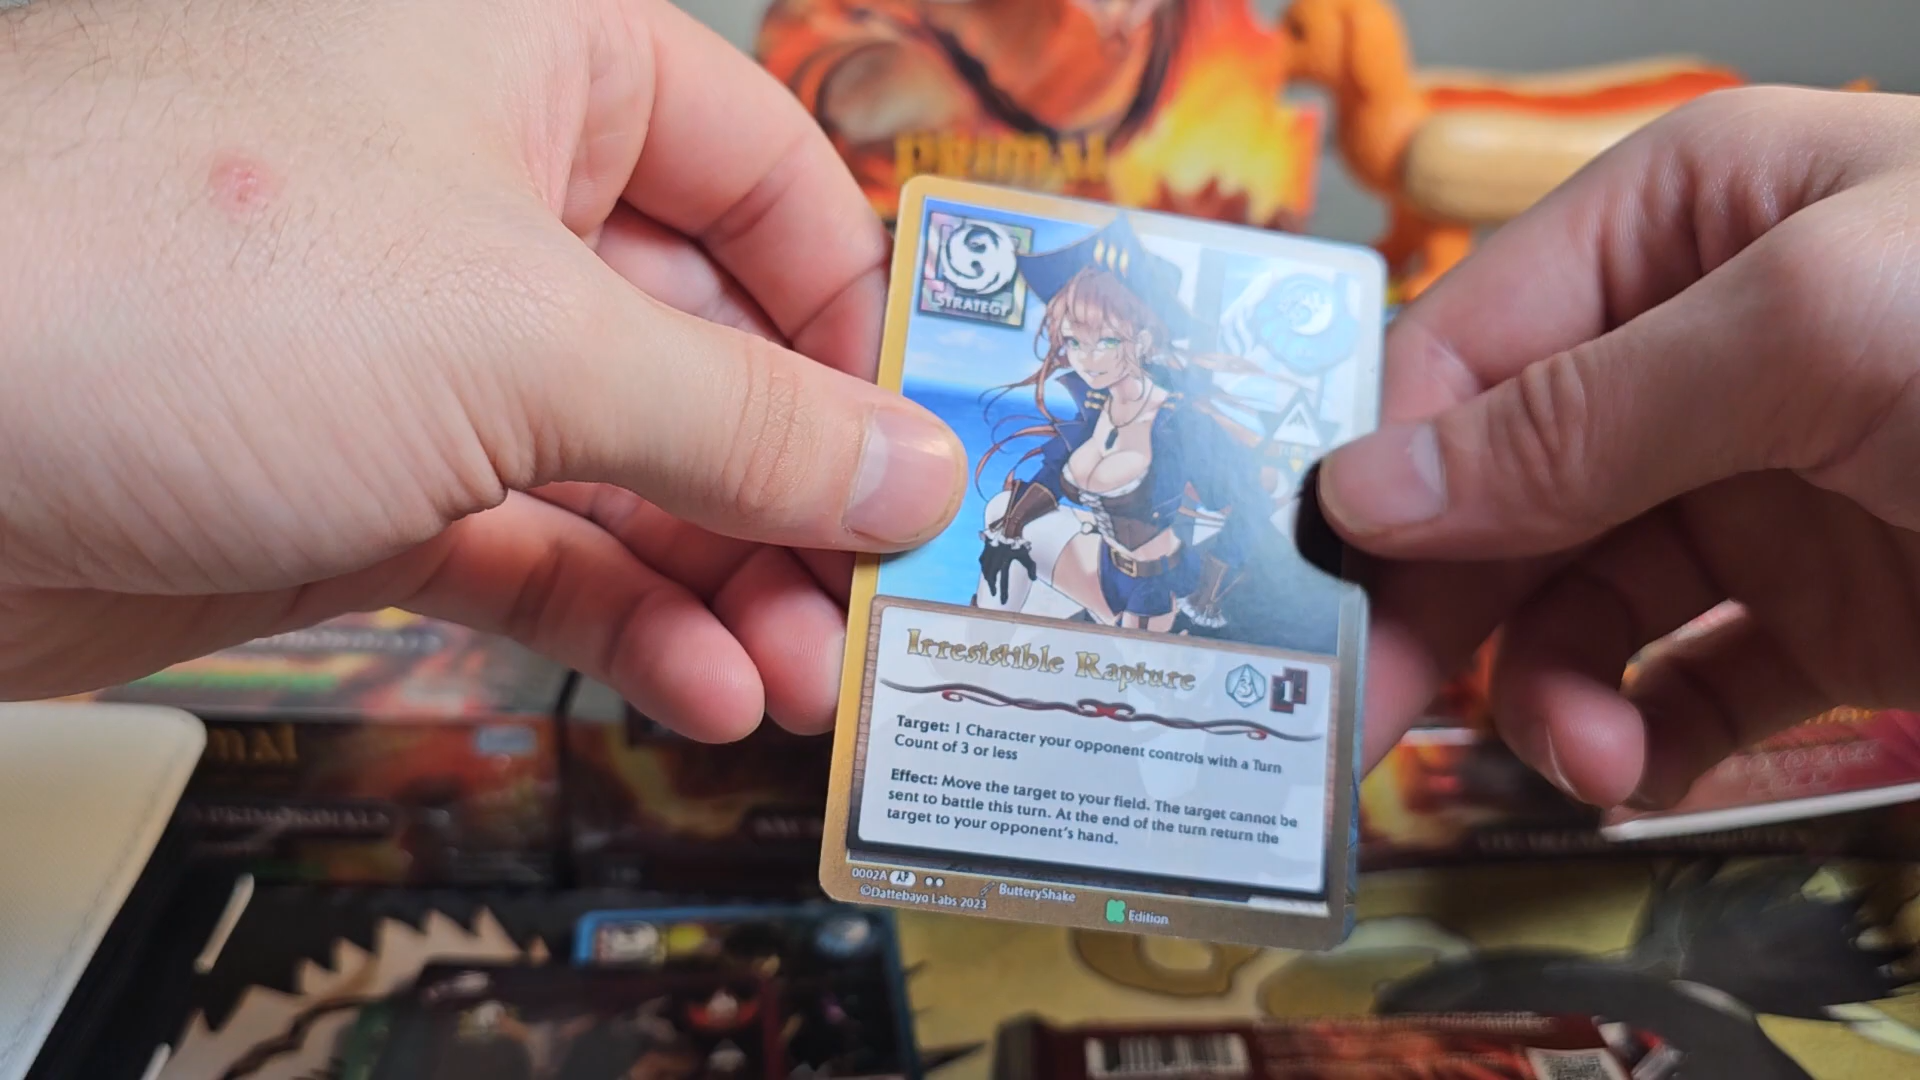 PRIMAL
STRATEGY
Irresistible Rapture
1
Target: 1 Character your opponent controls with a Turn
Count of 3 or less
Effect: Move the target to your field. The target cannot be
sent to battle this turn. At the end of the turn return the
target to your opponent's hand.
0002A AP
ButteryShake
Edition
©Dattebayo Labs 2023